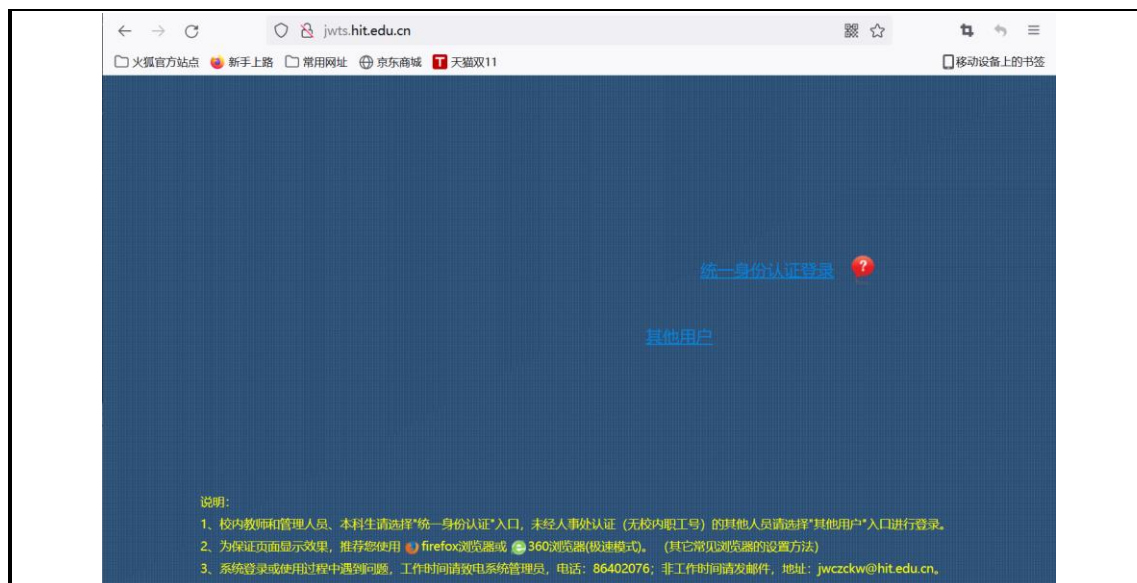 jwts.hit.edu.cn
火狐官方站点 新手上路 常用网址 京东商城 T 天猫双11 移动设备上的书签
统一身份认证登录 ?
其他用户
说明:
1、校内教师和管理人员、本科生请选择"统一身份认证"入口，未经人事处认证（无校内职工号）的其他人员请选择"其他用户"入口进行登录。
2、为保证页面显示效果，推荐您使用 firefox浏览器或 360浏览器(极速模式)。 （其它常见浏览器的设置方法）
3、系统登录或使用过程中遇到问题，工作时间请致电系统管理员，电话：86402076；非工作时间请发邮件，地址：jwczckw@hit.edu.cn。